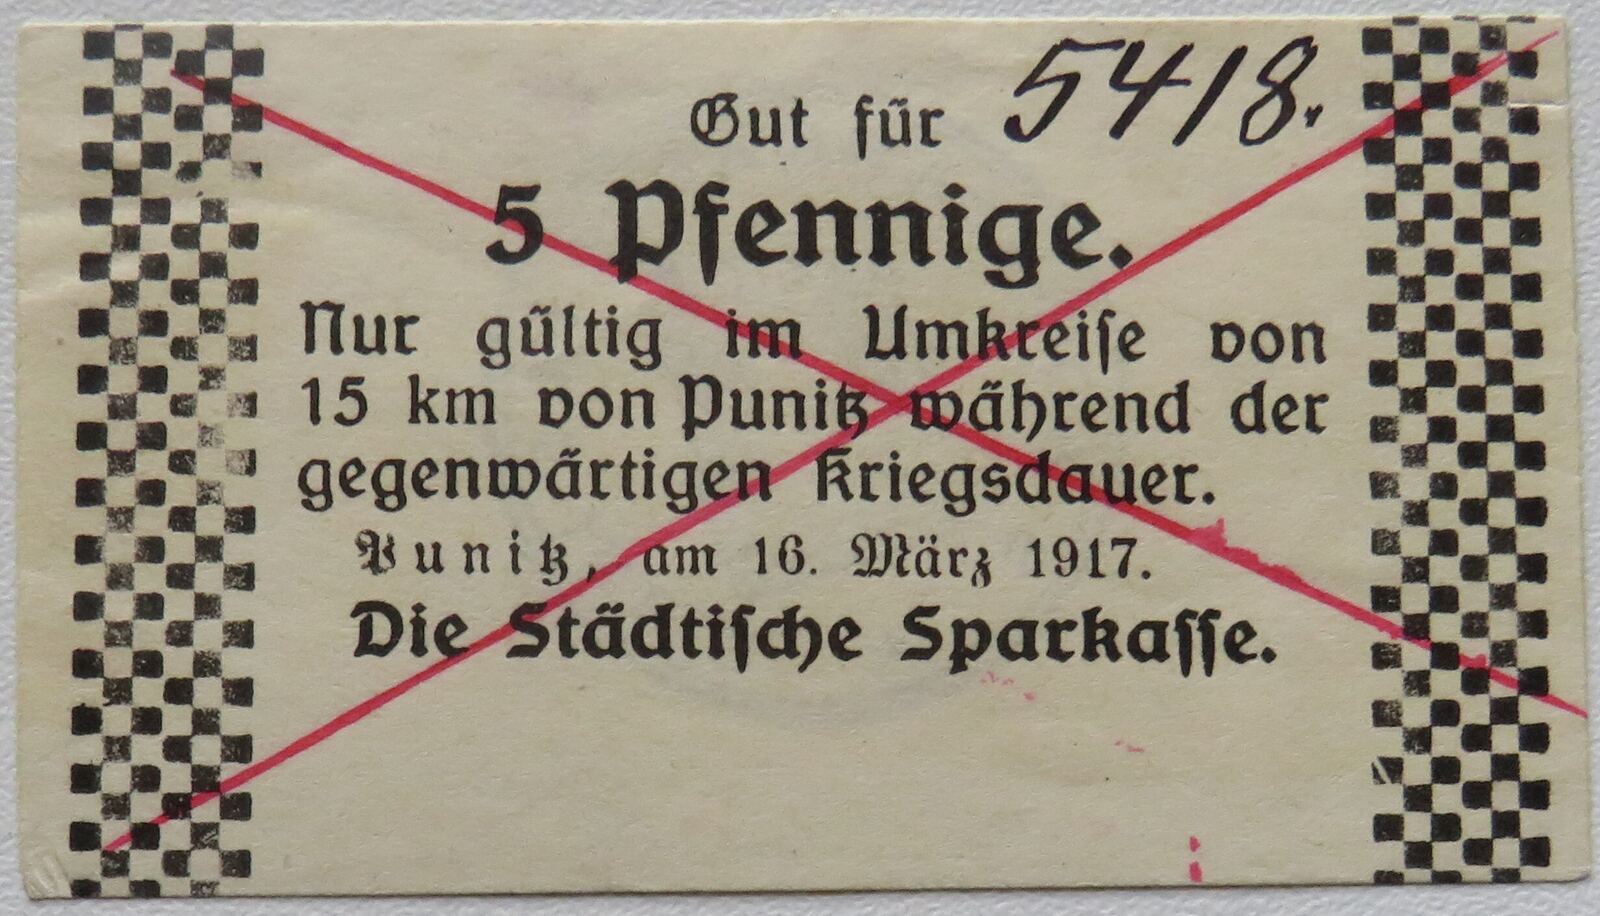 Gut für 5418.
5 Pfennige.
Nur gültig im Umkreise von
15 km von Punitz während der
gegenwärtigen Kriegsdauer.
Punitz, am 16. März 1917.
Die Städtische Sparkasse.